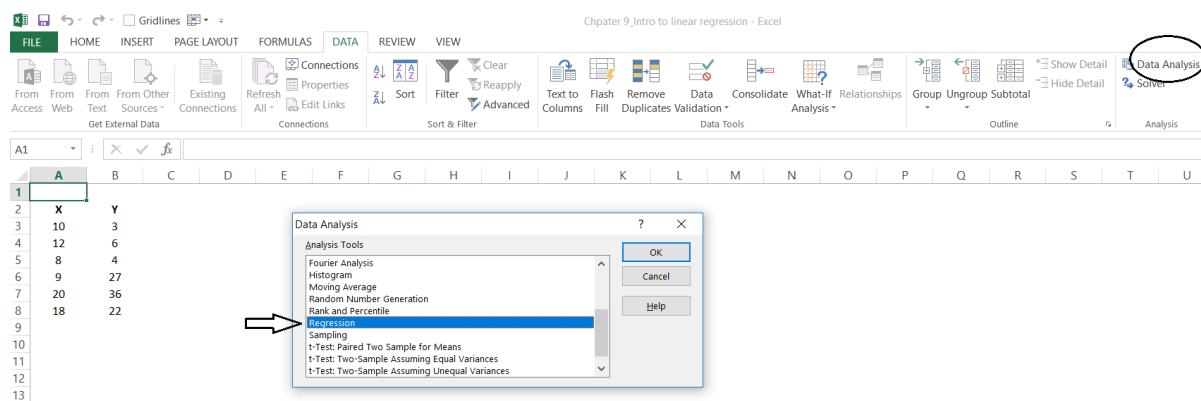 Gridlines
Chpater 9_Intro to linear regression - Excel
FILE HOME INSERT PAGE LAYOUT FORMULAS DATA REVIEW VIEW
From Access
From Web
From Text
From Other Sources
Existing Connections
Get External Data
Refresh All
Connections
Properties
Edit Links
Connections
Sort
Filter
Clear
Reapply
Advanced
Sort & Filter
Text to Columns
Flash Fill
Remove Duplicates
Data Validation
Consolidate
What-If Analysis
Relationships
Data Tools
Group
Ungroup
Subtotal
Show Detail
Hide Detail
Outline
Data Analysis
Solver
Analysis
A1 fx
A B C D E F G H I J K L M N O P Q R S T U
1
2 X Y
3 10 3
4 12 6
5 8 4
6 9 27
7 20 36
8 18 22
9
10
11
12
13
Data Analysis ?
Analysis Tools
Fourier Analysis
Histogram
Moving Average
Random Number Generation
Rank and Percentile
Regression
Sampling
t-Test: Paired Two Sample for Means
t-Test: Two-Sample Assuming Equal Variances
t-Test: Two-Sample Assuming Unequal Variances
OK
Cancel
Help